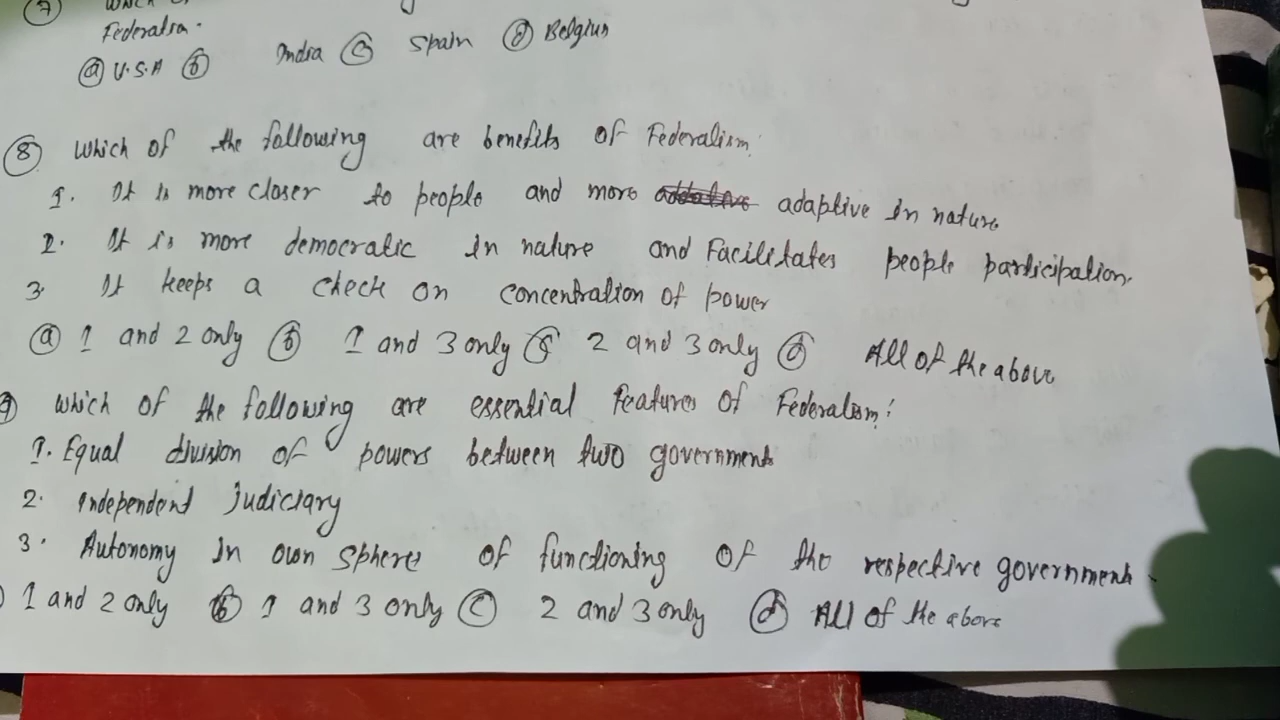 7
Federalism.
ⓐ U.S.A ⓑ India ⓒ Spain ⓓ Belgium
⑧ Which of the following are benefits of Federalism.
1. It is more closer to people and more adaptive in nature
2. It is more democratic in nature and Facilitates people participation.
3. It keeps a check on concentration of power
ⓐ 1 and 2 only ⓑ 1 and 3 only ⓒ 2 and 3 only ⓓ All of the above
9 which of the following are essential features of Federalism!
1. Equal division of powers between two governments
2. Independent Judiciary
3. Autonomy in own spheres of functioning of the respective government.
1 and 2 only ⓑ 1 and 3 only ⓒ 2 and 3 only ⓓ All of the above